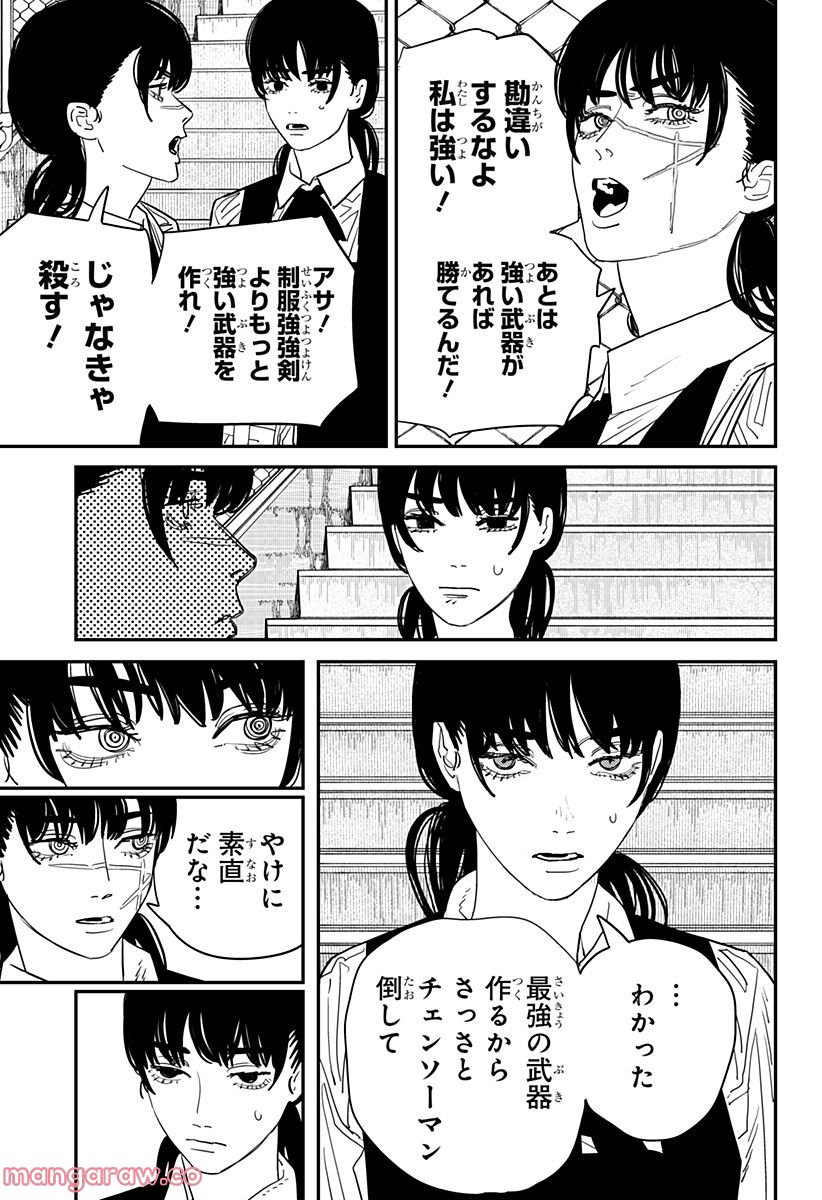 勘違い
するなよ
私は強い！
あとは
強い武器が
あれば
勝てるんだ！
アサ！
制服強強剣
よりもっと
強い武器を
作れ！
じゃなきゃ
殺す！
…
わかった
最強の武器
作るから
さっさと
チェンソーマン
倒して
やけに
素直
だな…
mangaraw.co